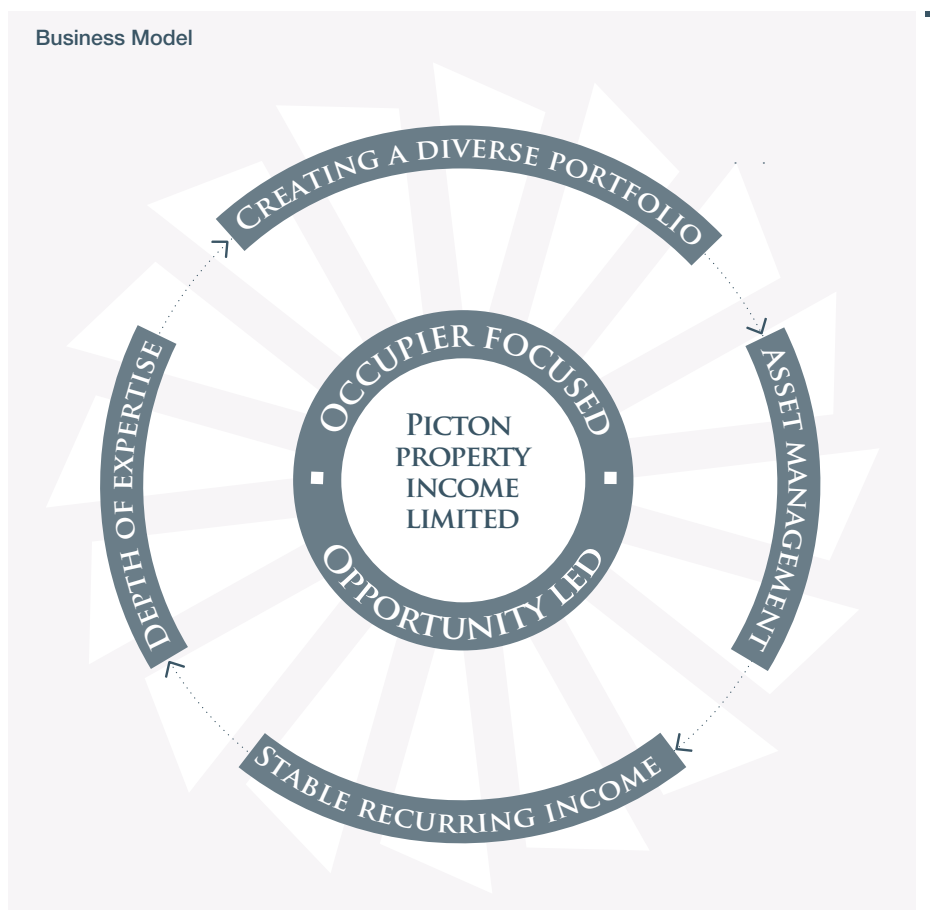 Business Model
Creating a diverse portfolio
Asset management
Stable recurring income
Depth of expertise
Occupier focused
Opportunity led
Picton
property
income
limited